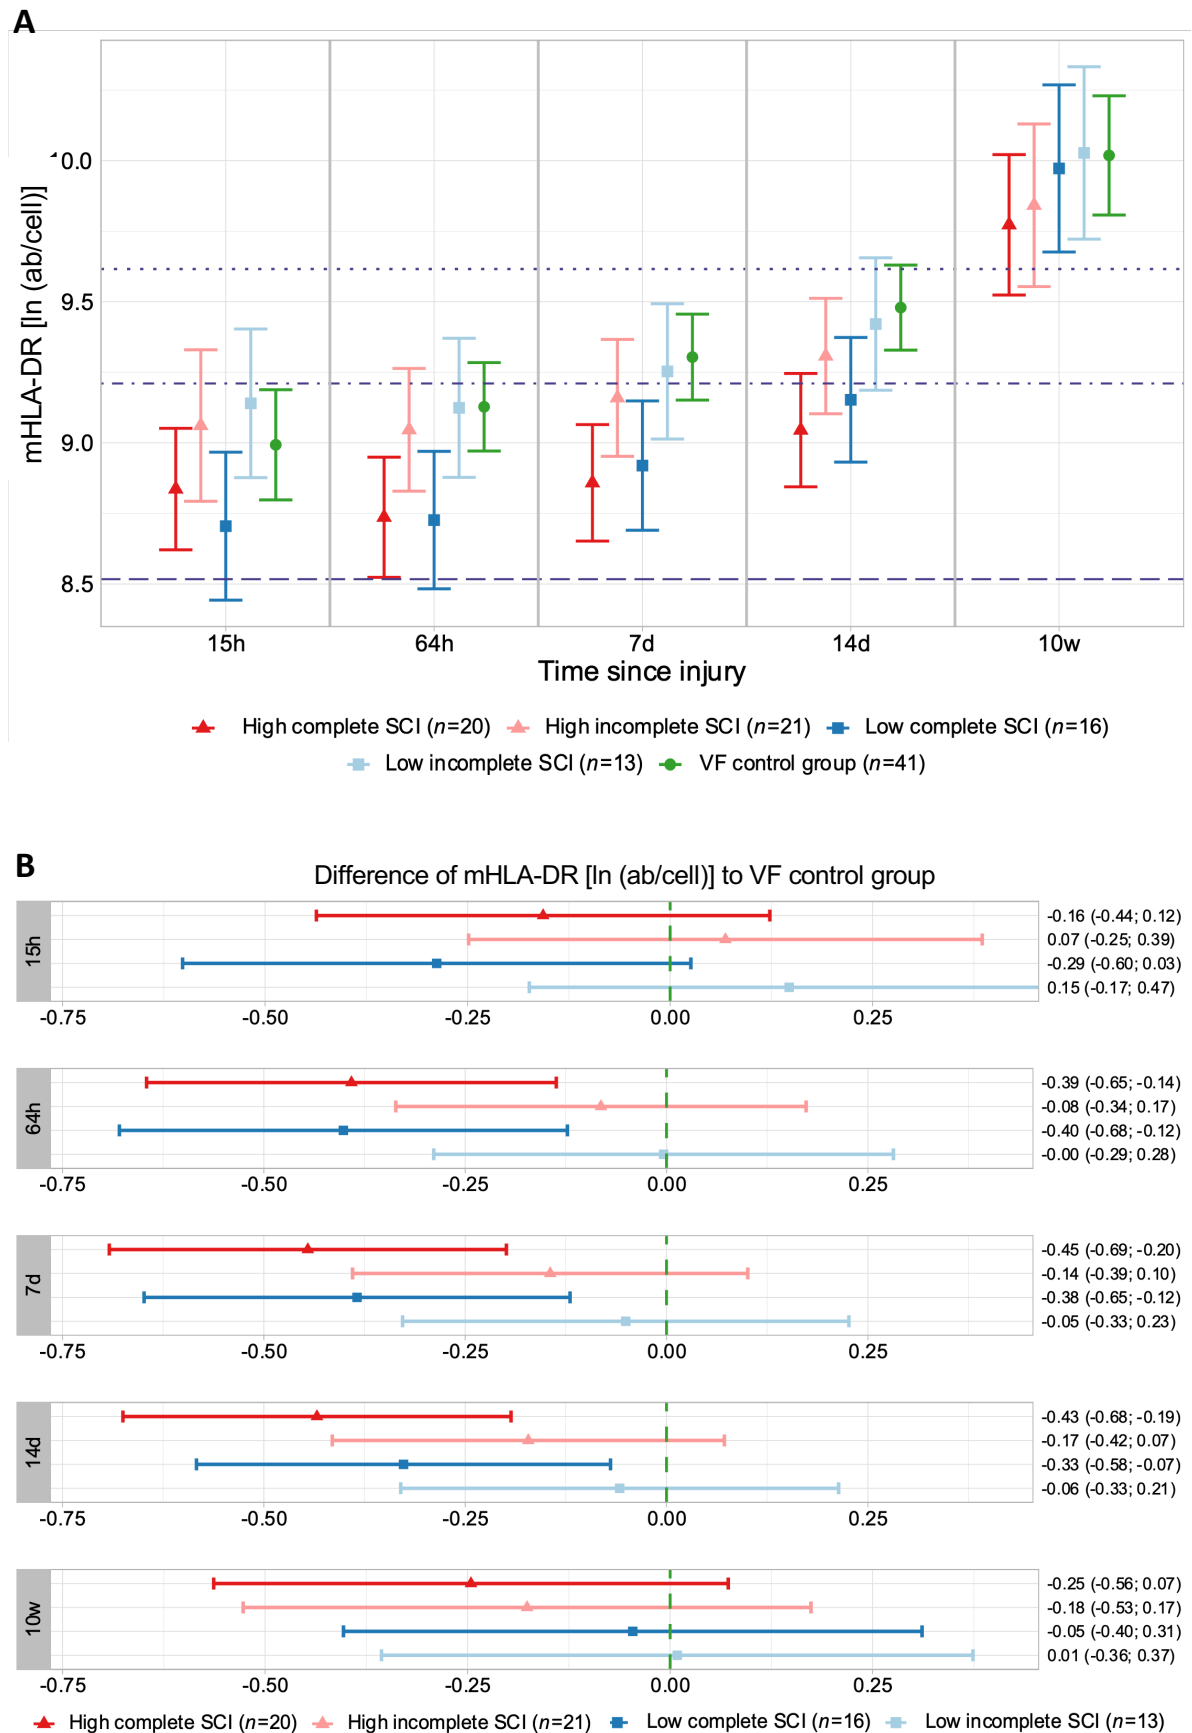 A
mHLA-DR [ln (ab/cell)]
10.0
9.5
9.0
8.5
15h 64h 7d 14d 10w
Time since injury
High complete SCI (n=20) High incomplete SCI (n=21) Low complete SCI (n=16)
Low incomplete SCI (n=13) VF control group (n=41)
B
Difference of mHLA-DR [ln (ab/cell)] to VF control group
15h
-0.16 (-0.44; 0.12)
0.07 (-0.25; 0.39)
-0.29 (-0.60; 0.03)
0.15 (-0.17; 0.47)
-0.75 -0.50 -0.25 0.00 0.25
64h
-0.39 (-0.65; -0.14)
-0.08 (-0.34; 0.17)
-0.40 (-0.68; -0.12)
-0.00 (-0.29; 0.28)
-0.75 -0.50 -0.25 0.00 0.25
7d
-0.45 (-0.69; -0.20)
-0.14 (-0.39; 0.10)
-0.38 (-0.65; -0.12)
-0.05 (-0.33; 0.23)
-0.75 -0.50 -0.25 0.00 0.25
14d
-0.43 (-0.68; -0.19)
-0.17 (-0.42; 0.07)
-0.33 (-0.58; -0.07)
-0.06 (-0.33; 0.21)
-0.75 -0.50 -0.25 0.00 0.25
10w
-0.25 (-0.56; 0.07)
-0.18 (-0.53; 0.17)
-0.05 (-0.40; 0.31)
0.01 (-0.36; 0.37)
-0.75 -0.50 -0.25 0.00 0.25
High complete SCI (n=20) High incomplete SCI (n=21) Low complete SCI (n=16) Low incomplete SCI (n=13)